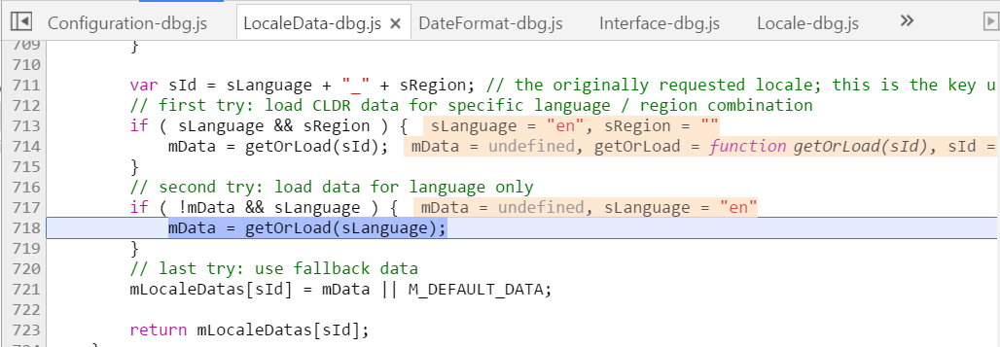 Configuration-dbg.js LocaleData-dbg.js × DateFormat-dbg.js Interface-dbg.js Locale-dbg.js »
709 }
710
711 var sId = sLanguage + "_" + sRegion; // the originally requested locale; this is the key u
712 // first try: load CLDR data for specific language / region combination
713 if ( sLanguage && sRegion ) { sLanguage = "en", sRegion = ""
714 mData = getOrLoad(sId); mData = undefined, getOrLoad = function getOrLoad(sId), sId =
715 }
716 // second try: load data for language only
717 if ( !mData && sLanguage ) { mData = undefined, sLanguage = "en"
718 mData = getOrLoad(sLanguage);
719 }
720 // last try: use fallback data
721 mLocaleDatas[sId] = mData || M_DEFAULT_DATA;
722
723 return mLocaleDatas[sId];